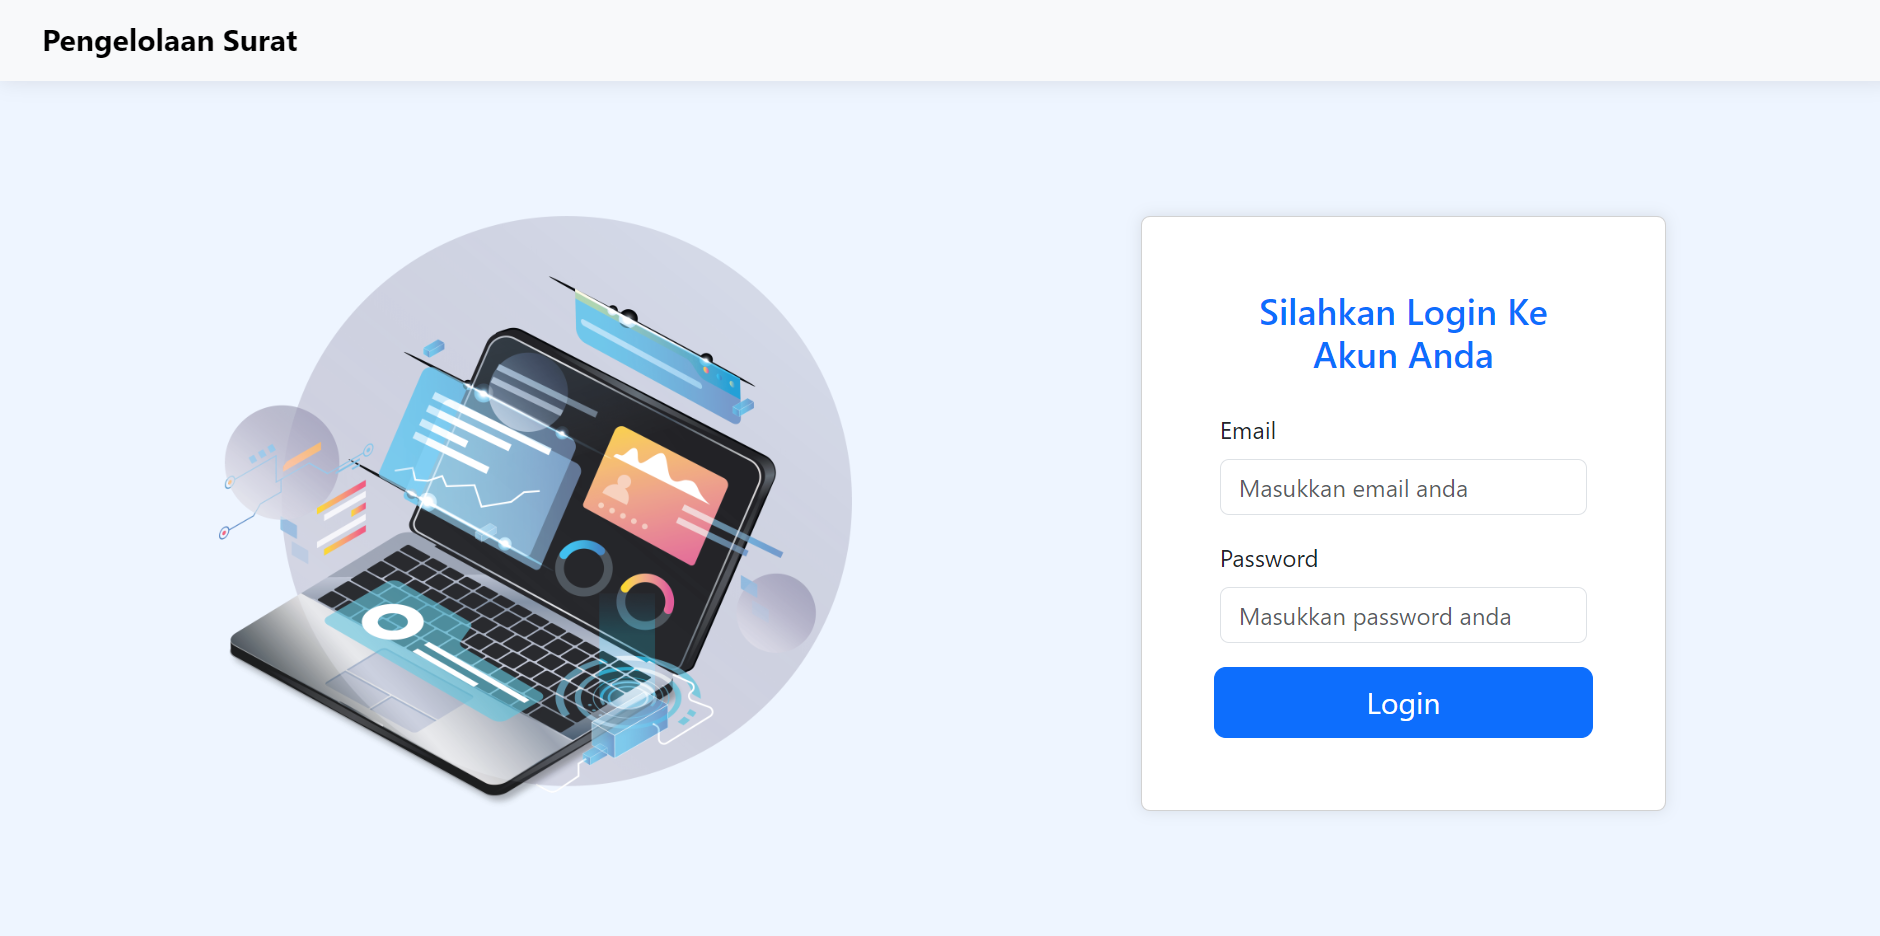 Pengelolaan Surat
Silahkan Login Ke
Akun Anda
Email
Masukkan email anda
Password
Masukkan password anda
Login